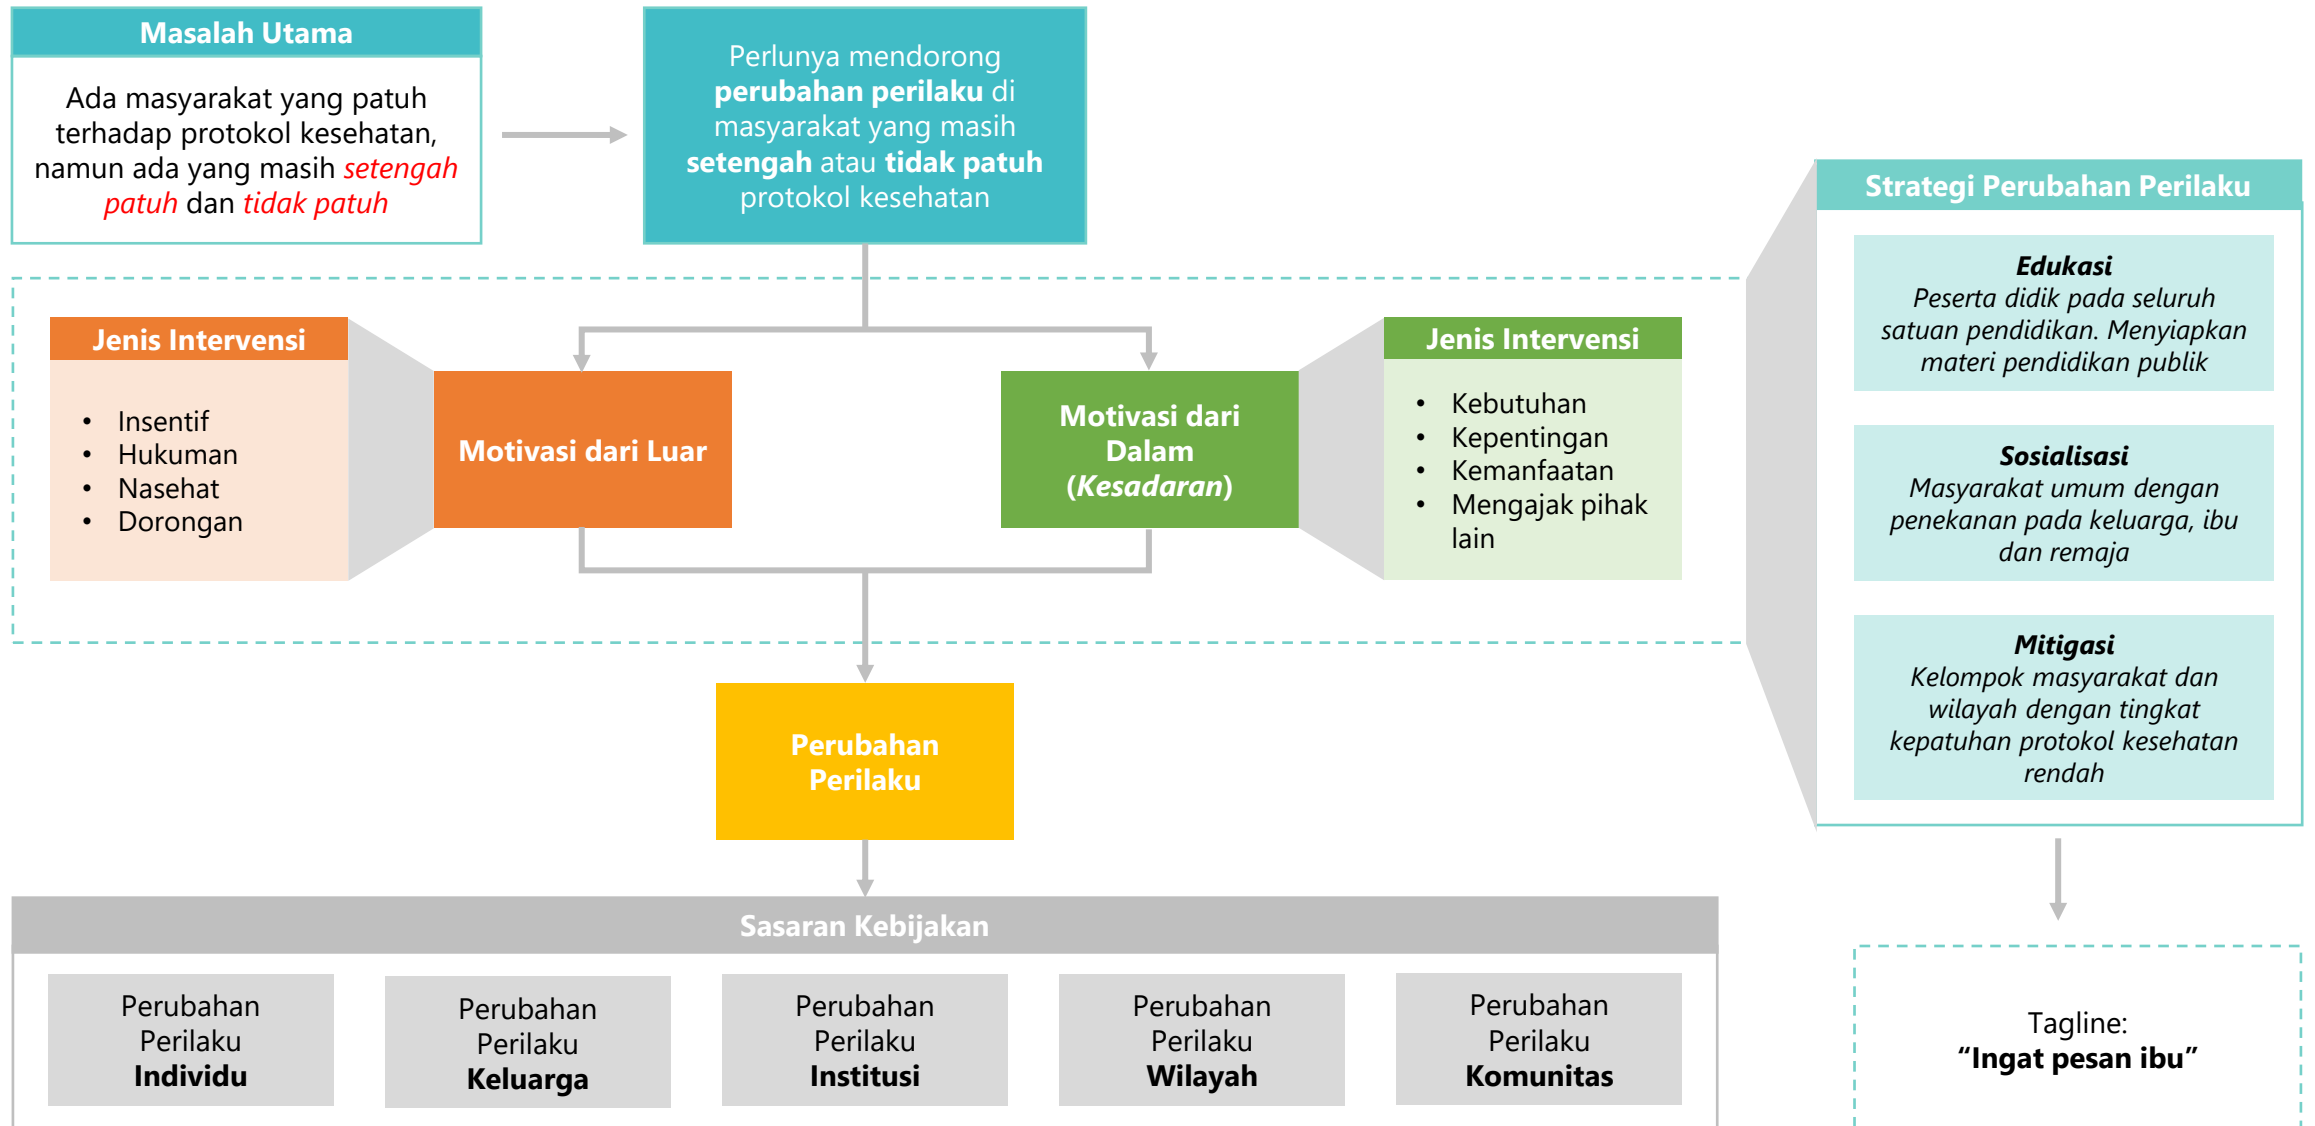 Masalah Utama
Ada masyarakat yang patuh
terhadap protokol kesehatan,
namun ada yang masih setengah
patuh dan tidak patuh
Perlunya mendorong
perubahan perilaku di
masyarakat yang masih
setengah atau tidak patuh
protokol kesehatan
Jenis Intervensi
• Insentif
• Hukuman
• Nasehat
• Dorongan
Motivasi dari Luar
Motivasi dari
Dalam
(Kesadaran)
Jenis Intervensi
• Kebutuhan
• Kepentingan
• Kemanfaatan
• Mengajak pihak
lain
Perubahan
Perilaku
Sasaran Kebijakan
Perubahan
Perilaku
Individu
Perubahan
Perilaku
Keluarga
Perubahan
Perilaku
Institusi
Perubahan
Perilaku
Wilayah
Perubahan
Perilaku
Komunitas
Strategi Perubahan Perilaku
Edukasi
Peserta didik pada seluruh
satuan pendidikan. Menyiapkan
materi pendidikan publik
Sosialisasi
Masyarakat umum dengan
penekanan pada keluarga, ibu
dan remaja
Mitigasi
Kelompok masyarakat dan
wilayah dengan tingkat
kepatuhan protokol kesehatan
rendah
Tagline:
“Ingat pesan ibu”